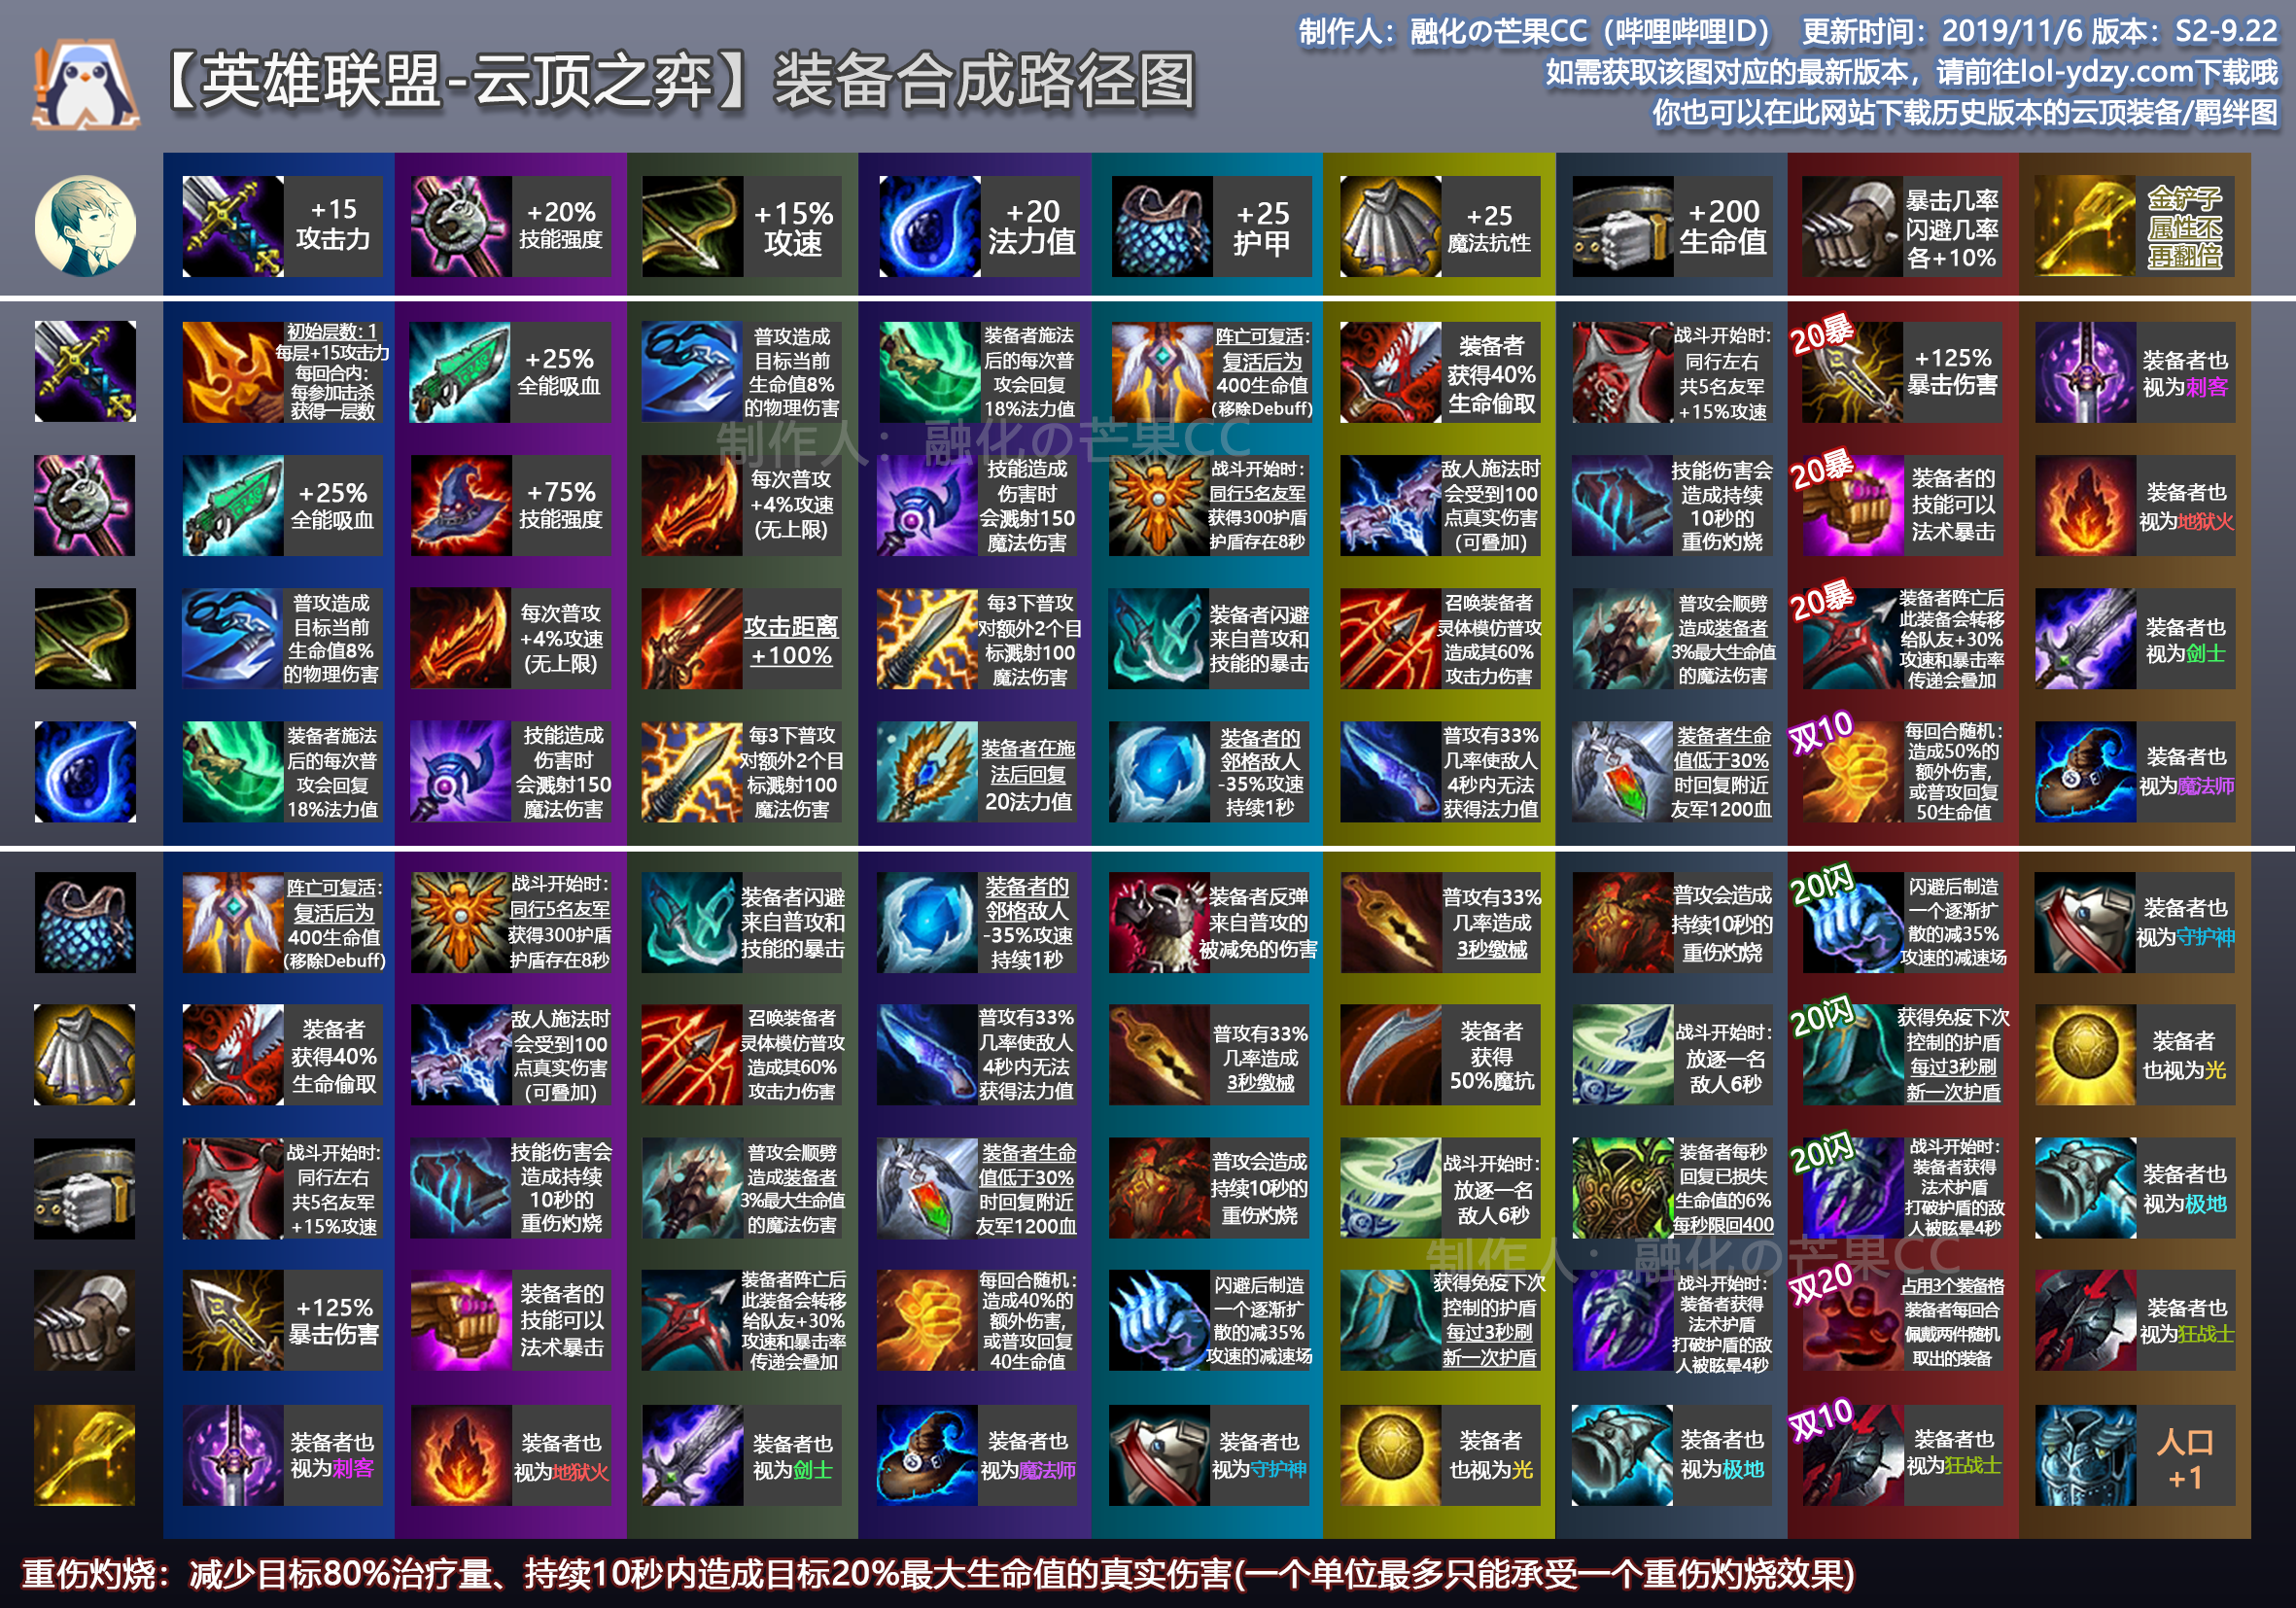 【英雄联盟-云顶之弈】装备合成路径图
制作人：融化の芒果CC（哔哩哔哩ID） 更新时间：2019/11/6 版本：S2-9.22
如需获取该图对应的最新版本，请前往lol-ydzy.com下载哦
你也可以在此网站下载历史版本的云顶装备/羁绊图
+15
攻击力
+20%
技能强度
+15%
攻速
+20
法力值
+25
护甲
+25
魔法抗性
+200
生命值
暴击几率
闪避几率
各+10%
金铲子
属性不
再翻倍
初始层数：1
每层+15攻击力
每回合内：
每参加击杀
获得一层数
+25%
全能吸血
普攻造成
目标当前
生命值8%
的物理伤害
装备者施法
后的每次普
攻会回复
18%法力值
阵亡可复活：
复活后为
400生命值
(移除Debuff)
装备者
获得40%
生命偷取
战斗开始时：
同行左右
共5名友军
+15%攻速
20暴
+125%
暴击伤害
装备者也
视为刺客
制作人：融化の芒果CC
+25%
全能吸血
+75%
技能强度
每次普攻
+4%攻速
(无上限)
技能造成
伤害时
会溅射150
魔法伤害
战斗开始时：
同行5名友军
获得300护盾
护盾存在8秒
敌人施法时
会受到100
点真实伤害
(可叠加)
技能伤害会
造成持续
10秒的
重伤灼烧
20暴
装备者的
技能可以
法术暴击
装备者也
视为地狱火
普攻造成
目标当前
生命值8%
的物理伤害
每次普攻
+4%攻速
(无上限)
攻击距离
+100%
每3下普攻
对额外2个目
标溅射100
魔法伤害
装备者闪避
来自普攻和
技能的暴击
召唤装备者
灵体模仿普攻
造成其60%
攻击力伤害
普攻会顺劈
造成装备者
3%最大生命值
的魔法伤害
20暴
装备者阵亡后
此装备会转移
给队友+30%
攻速和暴击率
传递会叠加
装备者也
视为剑士
装备者施法
后的每次普
攻会回复
18%法力值
技能造成
伤害时
会溅射150
魔法伤害
每3下普攻
对额外2个目
标溅射100
魔法伤害
装备者在施
法后回复
20法力值
装备者的
邻格敌人
-35%攻速
持续1秒
普攻有33%
几率使敌人
4秒内无法
获得法力值
装备者生命
值低于30%
时回复附近
友军1200血
双10
每回合随机：
造成50%的
额外伤害，
或普攻回复
50生命值
装备者也
视为魔法师
阵亡可复活：
复活后为
400生命值
(移除Debuff)
战斗开始时：
同行5名友军
获得300护盾
护盾存在8秒
装备者闪避
来自普攻和
技能的暴击
装备者的
邻格敌人
-35%攻速
持续1秒
装备者反弹
来自普攻的
被减免的伤害
普攻有33%
几率造成
3秒缴械
普攻会造成
持续10秒的
重伤灼烧
20闪
闪避后制造
一个逐渐扩
散的减35%
攻速的减速场
装备者也
视为守护神
装备者
获得40%
生命偷取
敌人施法时
会受到100
点真实伤害
(可叠加)
召唤装备者
灵体模仿普攻
造成其60%
攻击力伤害
普攻有33%
几率使敌人
4秒内无法
获得法力值
普攻有33%
几率造成
3秒缴械
装备者
获得
50%魔抗
战斗开始时：
放逐一名
敌人6秒
20闪
获得免疫下次
控制的护盾
每过3秒刷
新一次护盾
装备者
也视为光
战斗开始时：
同行左右
共5名友军
+15%攻速
技能伤害会
造成持续
10秒的
重伤灼烧
普攻会顺劈
造成装备者
3%最大生命值
的魔法伤害
装备者生命
值低于30%
时回复附近
友军1200血
普攻会造成
持续10秒的
重伤灼烧
战斗开始时：
放逐一名
敌人6秒
装备者每秒
回复已损失
生命值的6%
每秒限回400
20闪
战斗开始时：
装备者获得
法术护盾
打破护盾的敌
人被眩晕4秒
装备者也
视为极地
制作人：融化の芒果CC
+125%
暴击伤害
装备者的
技能可以
法术暴击
装备者阵亡后
此装备会转移
给队友+30%
攻速和暴击率
传递会叠加
每回合随机：
造成40%的
额外伤害，
或普攻回复
40生命值
闪避后制造
一个逐渐扩
散的减35%
攻速的减速场
获得免疫下次
控制的护盾
每过3秒刷
新一次护盾
战斗开始时：
装备者获得
法术护盾
打破护盾的敌
人被眩晕4秒
双20
占用3个装备格
装备者每回合
佩戴两件随机
取出的装备
装备者也
视为狂战士
装备者也
视为刺客
装备者也
视为地狱火
装备者也
视为剑士
装备者也
视为魔法师
装备者也
视为守护神
装备者
也视为光
装备者也
视为极地
双10
装备者也
视为狂战士
人口
+1
重伤灼烧：减少目标80%治疗量、持续10秒内造成目标20%最大生命值的真实伤害(一个单位最多只能承受一个重伤灼烧效果)